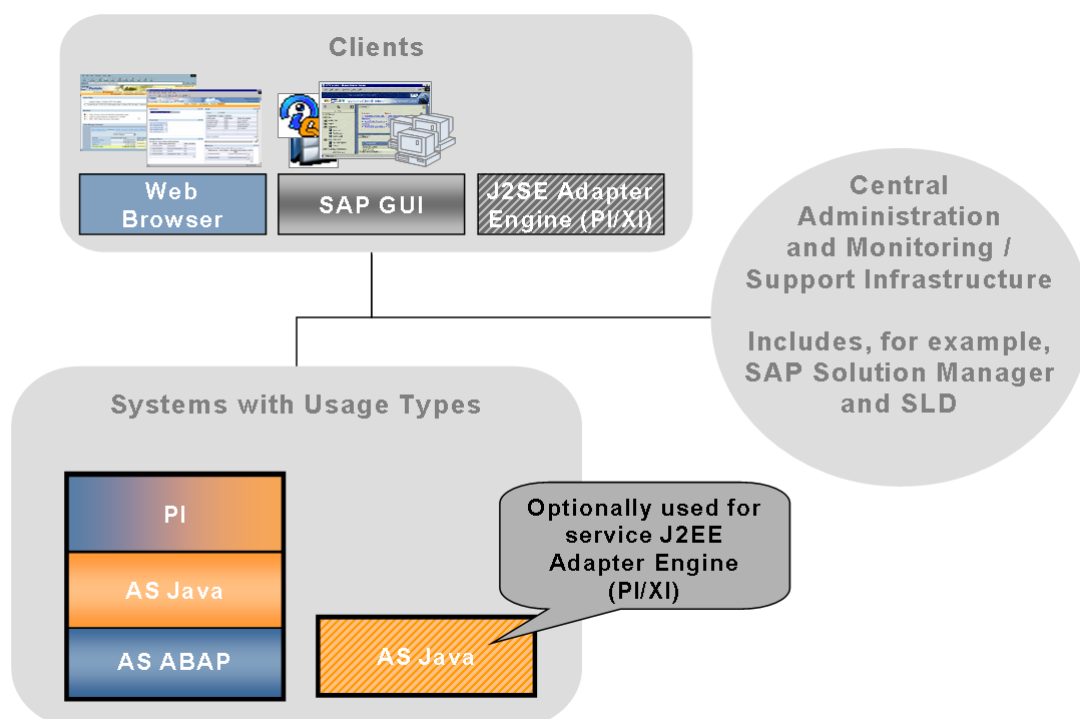 Clients
Web
Browser
SAP GUI
J2SE Adapter
Engine (PI/XI)
Central
Administration
and Monitoring /
Support Infrastructure
Includes, for example,
SAP Solution Manager
and SLD
Systems with Usage Types
PI
AS Java
AS ABAP
AS Java
Optionally used for
service J2EE
Adapter Engine
(PI/XI)